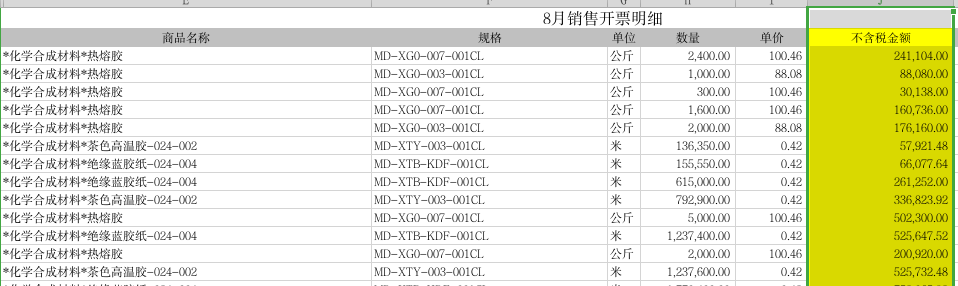 8月销售开票明细
商品名称 规格 单位 数量 单价 不含税金额
*化学合成材料*热熔胶 MD-XG0-007-001CL 公斤 2,400.00 100.46 241,104.00
*化学合成材料*热熔胶 MD-XG0-003-001CL 公斤 1,000.00 88.08 88,080.00
*化学合成材料*热熔胶 MD-XG0-007-001CL 公斤 300.00 100.46 30,138.00
*化学合成材料*热熔胶 MD-XG0-007-001CL 公斤 1,600.00 100.46 160,736.00
*化学合成材料*热熔胶 MD-XG0-003-001CL 公斤 2,000.00 88.08 176,160.00
*化学合成材料*茶色高温胶-024-002 MD-XTY-003-001CL 米 136,350.00 0.42 57,921.48
*化学合成材料*绝缘蓝胶纸-024-004 MD-XTB-KDF-001CL 米 155,550.00 0.42 66,077.64
*化学合成材料*绝缘蓝胶纸-024-004 MD-XTB-KDF-001CL 米 615,000.00 0.42 261,252.00
*化学合成材料*茶色高温胶-024-002 MD-XTY-003-001CL 米 792,900.00 0.42 336,823.92
*化学合成材料*热熔胶 MD-XG0-007-001CL 公斤 5,000.00 100.46 502,300.00
*化学合成材料*绝缘蓝胶纸-024-004 MD-XTB-KDF-001CL 米 1,237,400.00 0.42 525,647.52
*化学合成材料*热熔胶 MD-XG0-007-001CL 公斤 2,000.00 100.46 200,920.00
*化学合成材料*茶色高温胶-024-002 MD-XTY-003-001CL 米 1,237,600.00 0.42 525,732.48